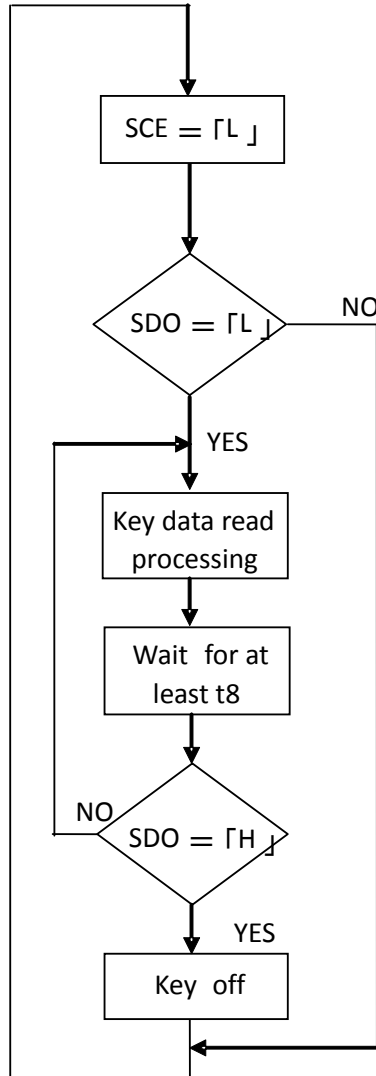 SCE = 「L」
SDO = 「L」
NO
YES
Key data read
processing
Wait for at
least t8
NO
SDO = 「H」
YES
Key off